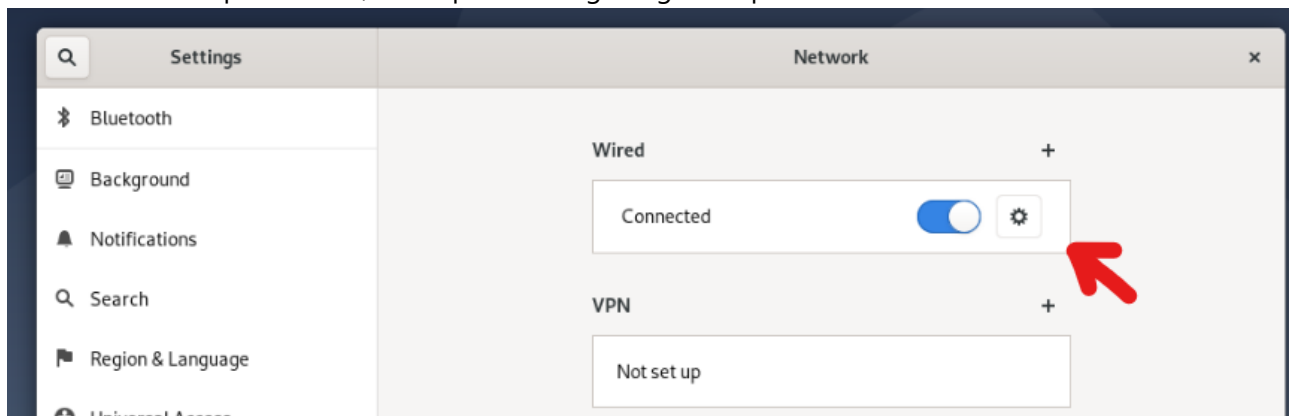 Settings
Network
Bluetooth
Wired
Background
Connected
Notifications
Search
VPN
Region & Language
Not set up